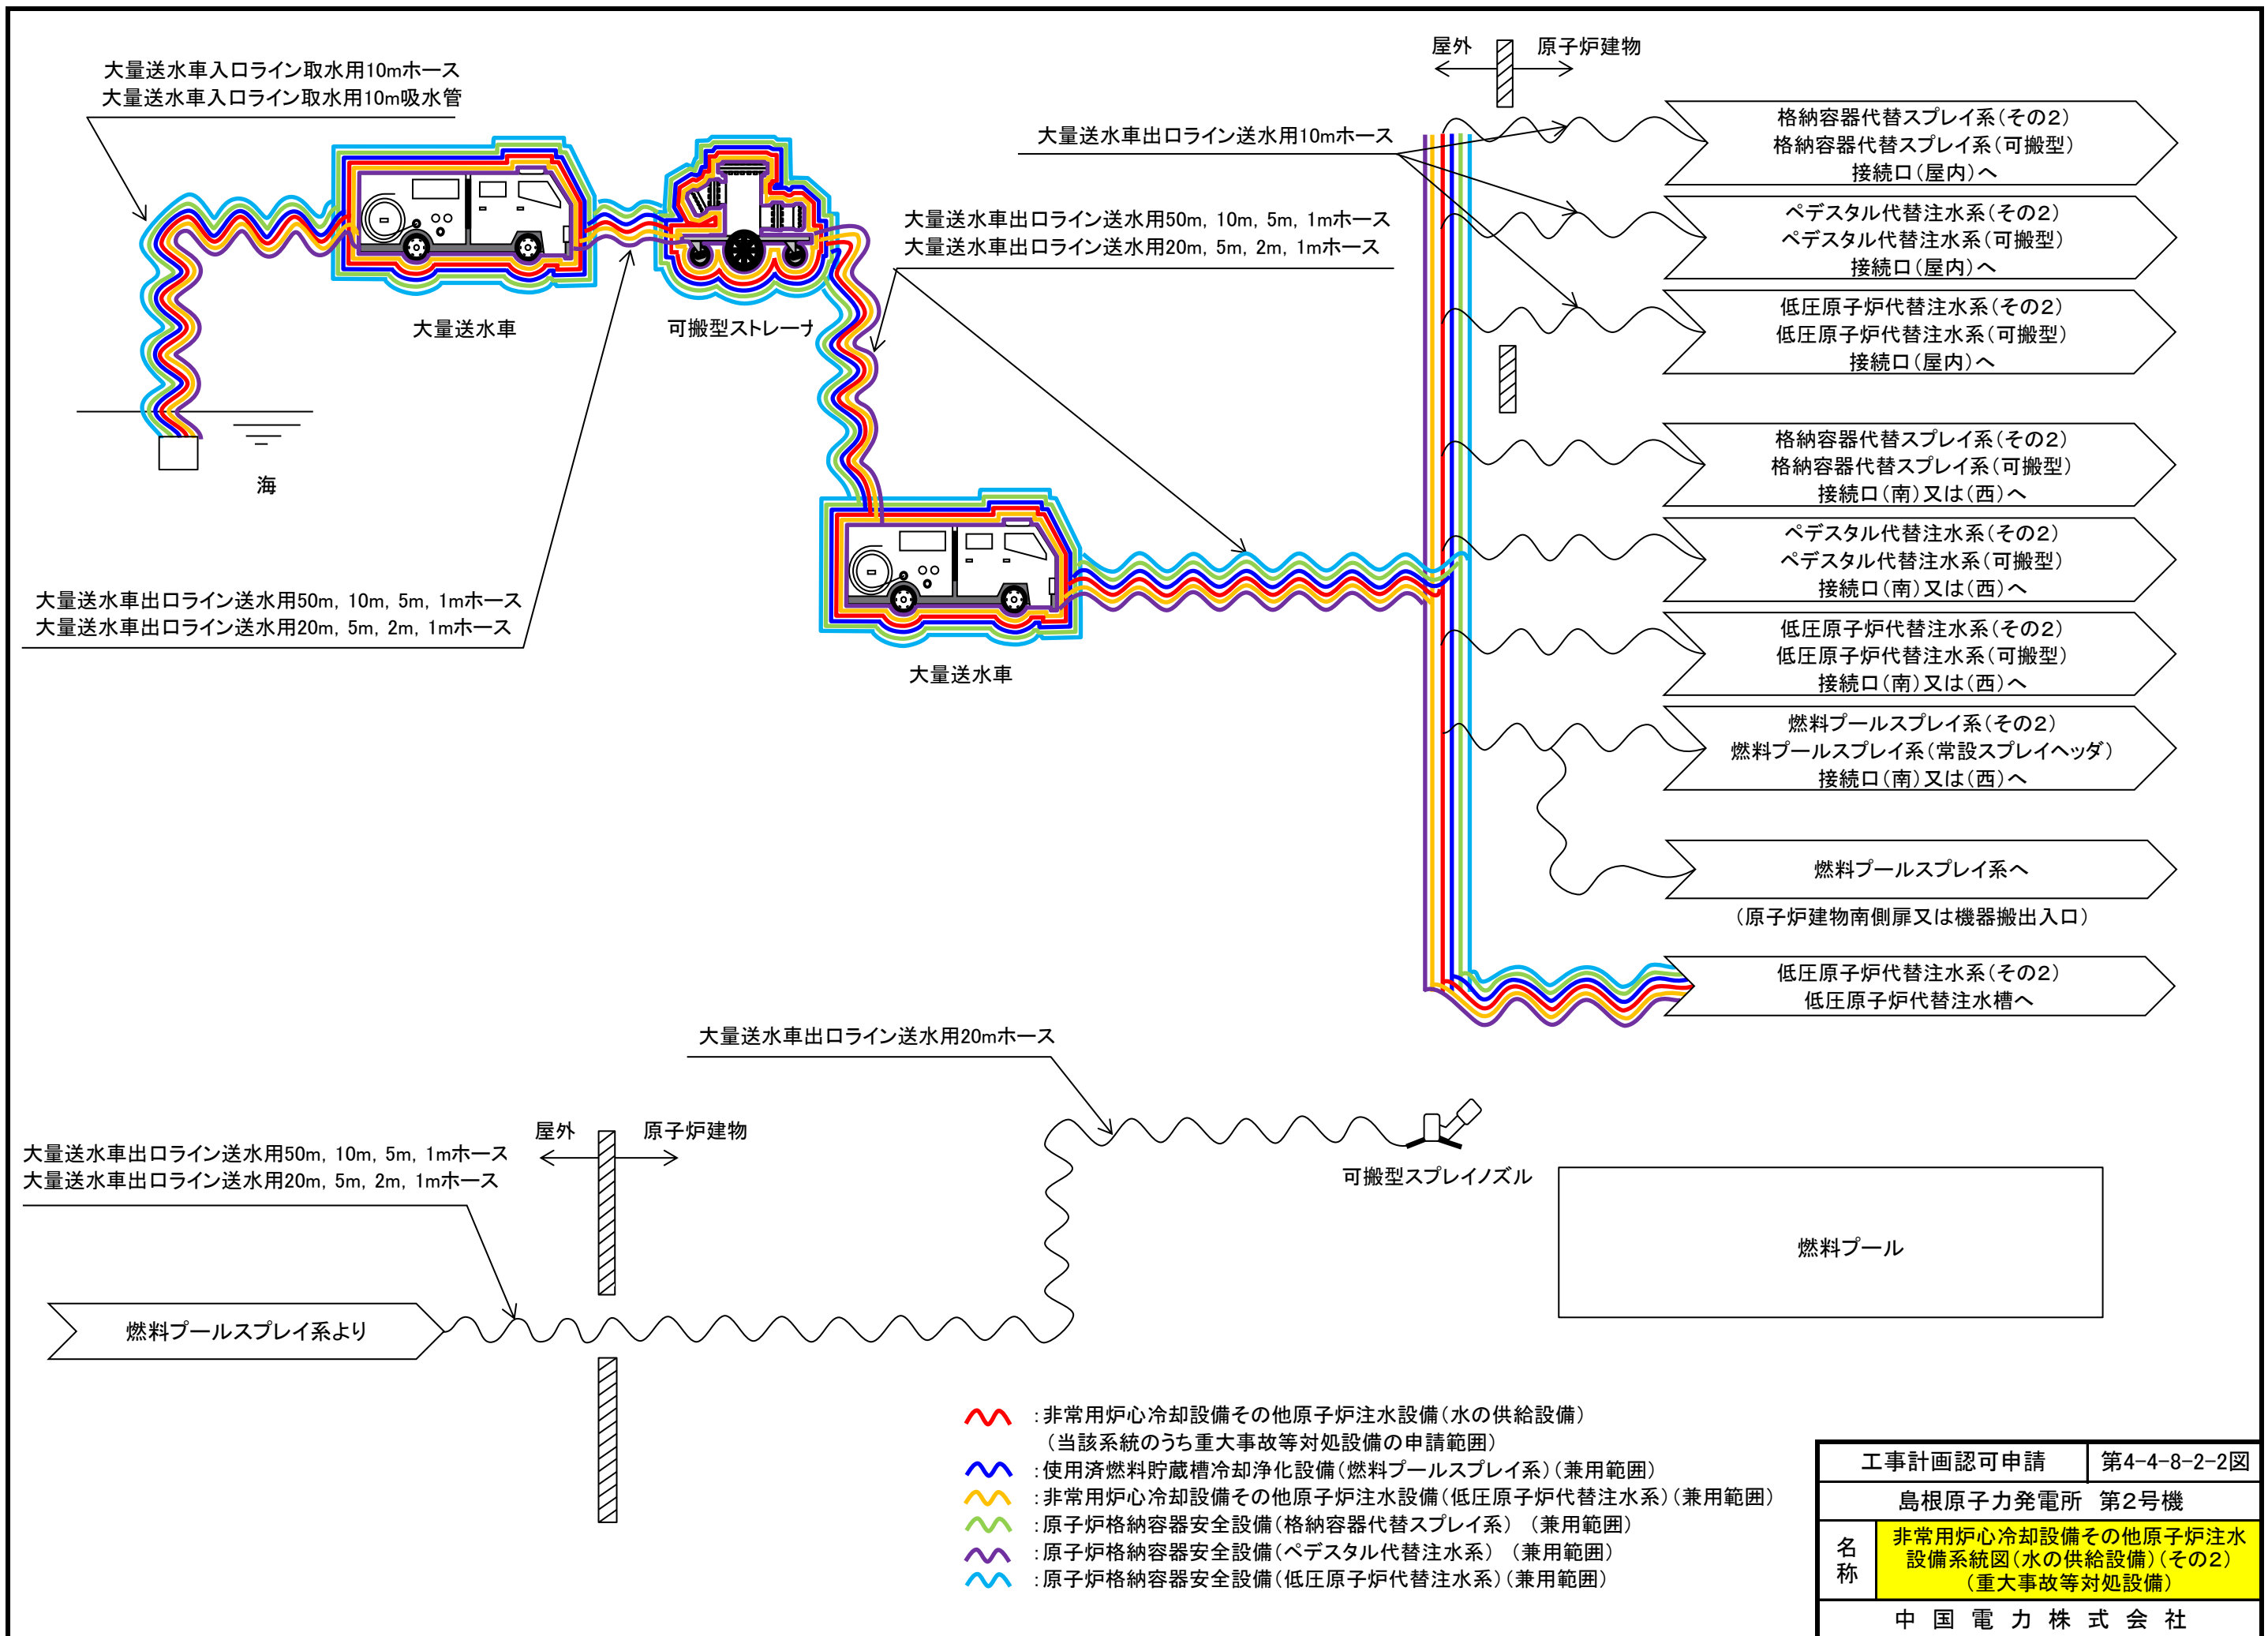 大量送水車入口ライン取水用10mホース
大量送水車入口ライン取水用10m吸水管
大量送水車
可搬型ストレーナ
大量送水車出口ライン送水用10mホース
大量送水車出口ライン送水用50m, 10m, 5m, 1mホース
大量送水車出口ライン送水用20m, 5m, 2m, 1mホース
屋外
原子炉建物
格納容器代替スプレイ系(その2)
格納容器代替スプレイ系(可搬型)
接続口(屋内)へ
ペデスタル代替注水系(その2)
ペデスタル代替注水系(可搬型)
接続口(屋内)へ
低圧原子炉代替注水系(その2)
低圧原子炉代替注水系(可搬型)
接続口(屋内)へ
海
大量送水車出口ライン送水用50m, 10m, 5m, 1mホース
大量送水車出口ライン送水用20m, 5m, 2m, 1mホース
大量送水車
格納容器代替スプレイ系(その2)
格納容器代替スプレイ系(可搬型)
接続口(南)又は(西)へ
ペデスタル代替注水系(その2)
ペデスタル代替注水系(可搬型)
接続口(南)又は(西)へ
低圧原子炉代替注水系(その2)
低圧原子炉代替注水系(可搬型)
接続口(南)又は(西)へ
燃料プールスプレイ系(その2)
燃料プールスプレイ系(常設スプレイヘッダ)
接続口(南)又は(西)へ
燃料プールスプレイ系へ
(原子炉建物南側扉又は機器搬出入口)
低圧原子炉代替注水系(その2)
低圧原子炉代替注水槽へ
大量送水車出口ライン送水用20mホース
屋外
原子炉建物
大量送水車出口ライン送水用50m, 10m, 5m, 1mホース
大量送水車出口ライン送水用20m, 5m, 2m, 1mホース
可搬型スプレイノズル
燃料プール
燃料プールスプレイ系より
:非常用炉心冷却設備その他原子炉注水設備(水の供給設備)
(当該系統のうち重大事故等対処設備の申請範囲)
:使用済燃料貯蔵槽冷却浄化設備(燃料プールスプレイ系)(兼用範囲)
:非常用炉心冷却設備その他原子炉注水設備(低圧原子炉代替注水系)(兼用範囲)
:原子炉格納容器安全設備(格納容器代替スプレイ系) (兼用範囲)
:原子炉格納容器安全設備(ペデスタル代替注水系) (兼用範囲)
:原子炉格納容器安全設備(低圧原子炉代替注水系)(兼用範囲)
工事計画認可申請
第4-4-8-2-2図
島根原子力発電所 第2号機
名称
非常用炉心冷却設備その他原子炉注水
設備系統図(水の供給設備)(その2)
(重大事故等対処設備)
中国電力株式会社